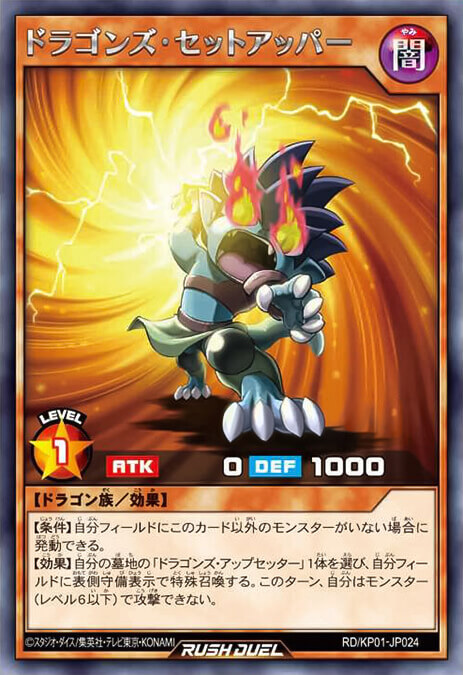 ドラゴンズ・セットアッパー
やみ
闇
LEVEL
1
ATK 0 DEF 1000
【ドラゴン族／効果】
【条件】自分フィールドにこのカード以外のモンスターがいない場合に
発動できる。
【効果】自分の墓地の「ドラゴンズ・アップセッター」1体を選び、自分フィー
ルドに表側守備表示で特殊召喚する。このターン、自分はモンスター
(レベル6以下)で攻撃できない。
©スタジオ・ダイス/集英社・テレビ東京・KONAMI
RUSH DUEL
RD/KP01-JP024